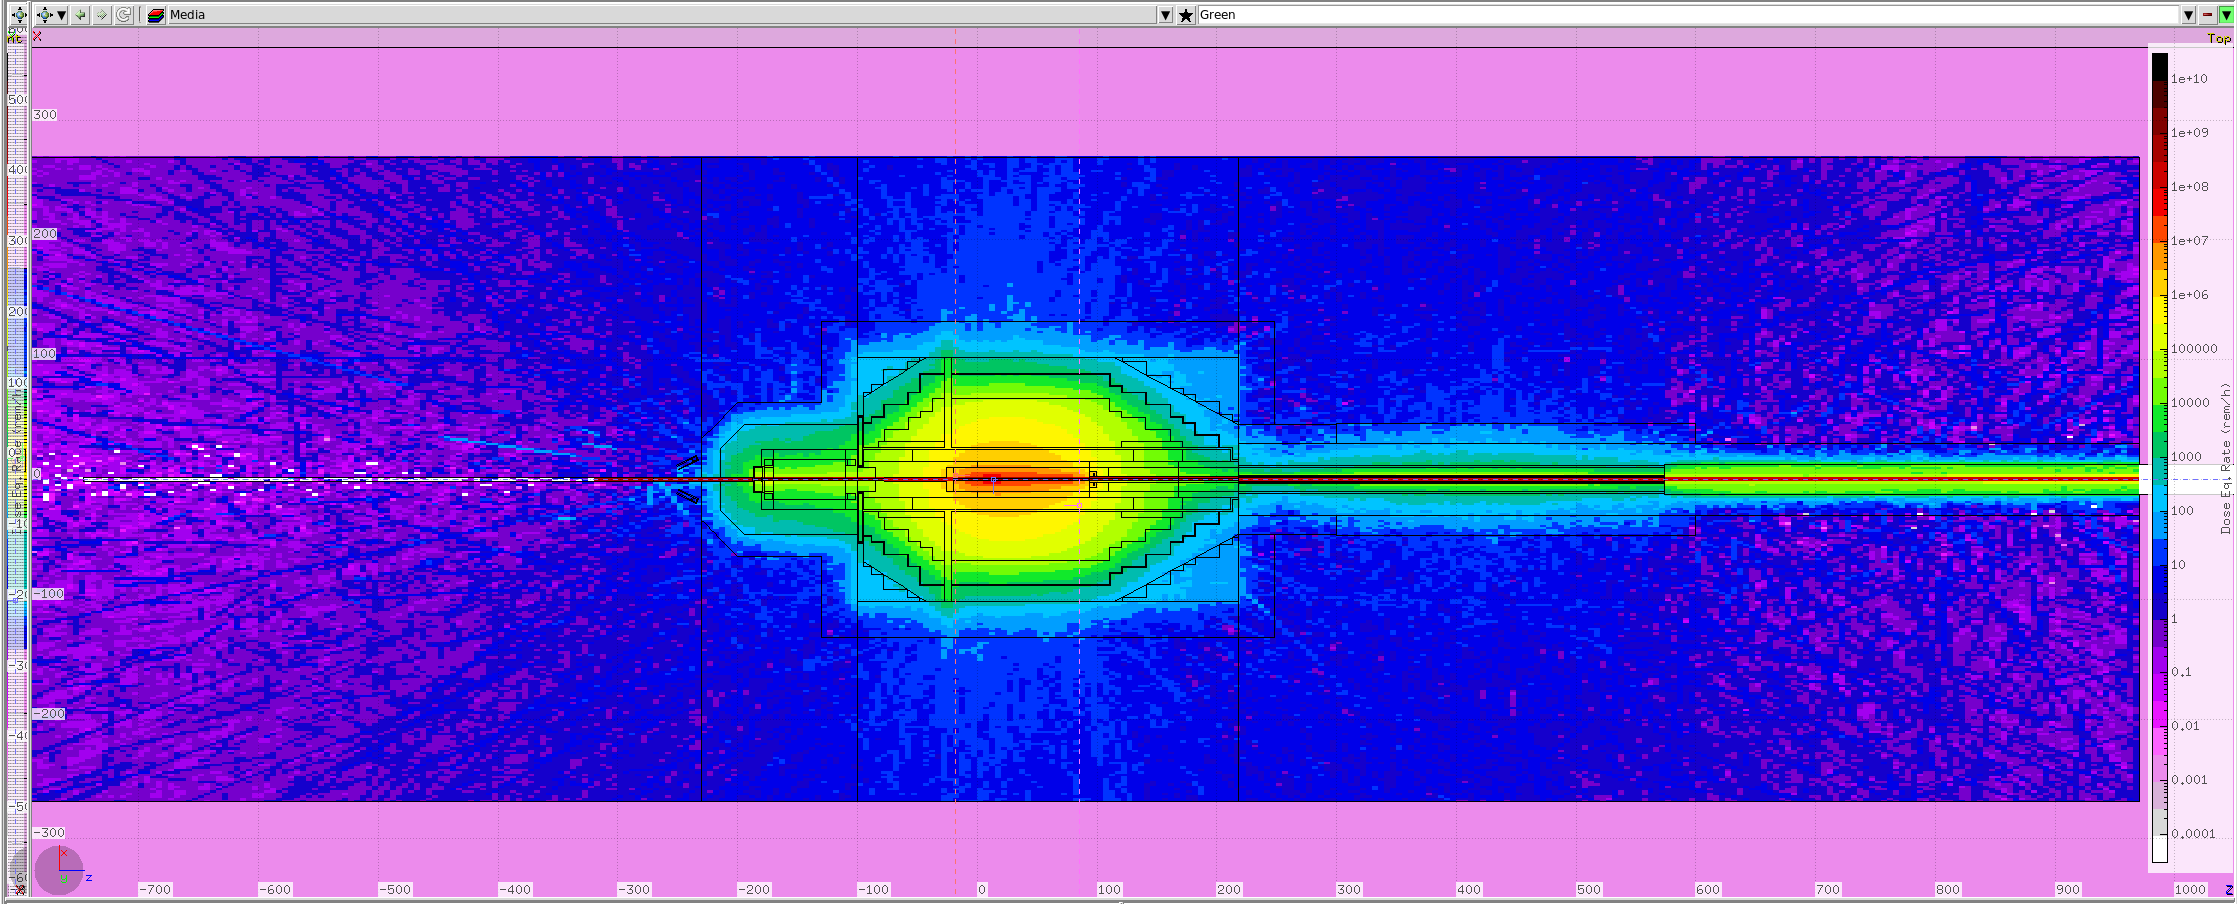 Media
Green
X
Top
300
200
100
0
-100
-200
-300
-700
-600
-500
-400
-300
-200
-100
0
100
200
300
400
500
600
700
800
900
1000
Z
x
y
z
1e+10
1e+09
1e+08
1e+07
1e+06
100000
10000
1000
100
10
1
0.1
0.01
0.001
0.0001
Dose Eq. Rate (rem/h)